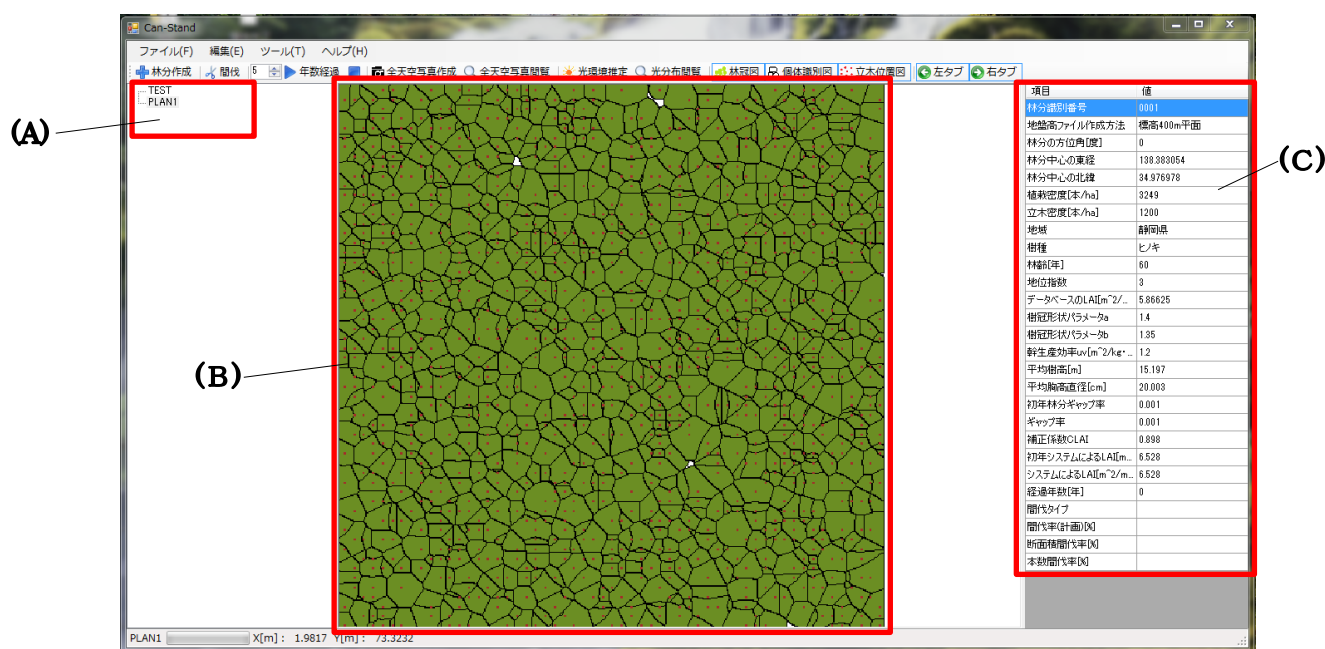 Can-Stand
ファイル(F) 編集(E) ツール(T) ヘルプ(H)
林分作成 間伐 5 年数経過 全天空写真作成 全天空写真閲覧 光環境推定 光分布閲覧 林冠図 個体識別図 立木位置図 左タブ 右タブ
TEST
PLAN1
(A)
(B)
(C)
項目 値
林分識別番号 0001
地盤高ファイル作成方法 標高400m平面
林分の方位角[度] 0
林分中心の東経 138.383054
林分中心の北緯 34.976978
植栽密度[本/ha] 3249
立木密度[本/ha] 1200
地域 静岡県
樹種 ヒノキ
林齢[年] 60
地位指数 3
データベースのLAI[m^2/... 5.86625
樹冠形状パラメータa 1.4
樹冠形状パラメータb 1.35
幹生産効率uv[m^2/kg・... 1.2
平均樹高[m] 15.197
平均胸高直径[cm] 20.003
初年林分ギャップ率 0.001
ギャップ率 0.001
補正係数CLAI 0.898
初年システムによるLAI[m... 6.528
システムによるLAI[m^2/m... 6.528
経過年数[年] 0
間伐タイプ
間伐率(計画)[%]
断面積間伐率[%]
本数間伐率[%]
PLAN1 X[m] : 1.9817 Y[m] : 73.3232